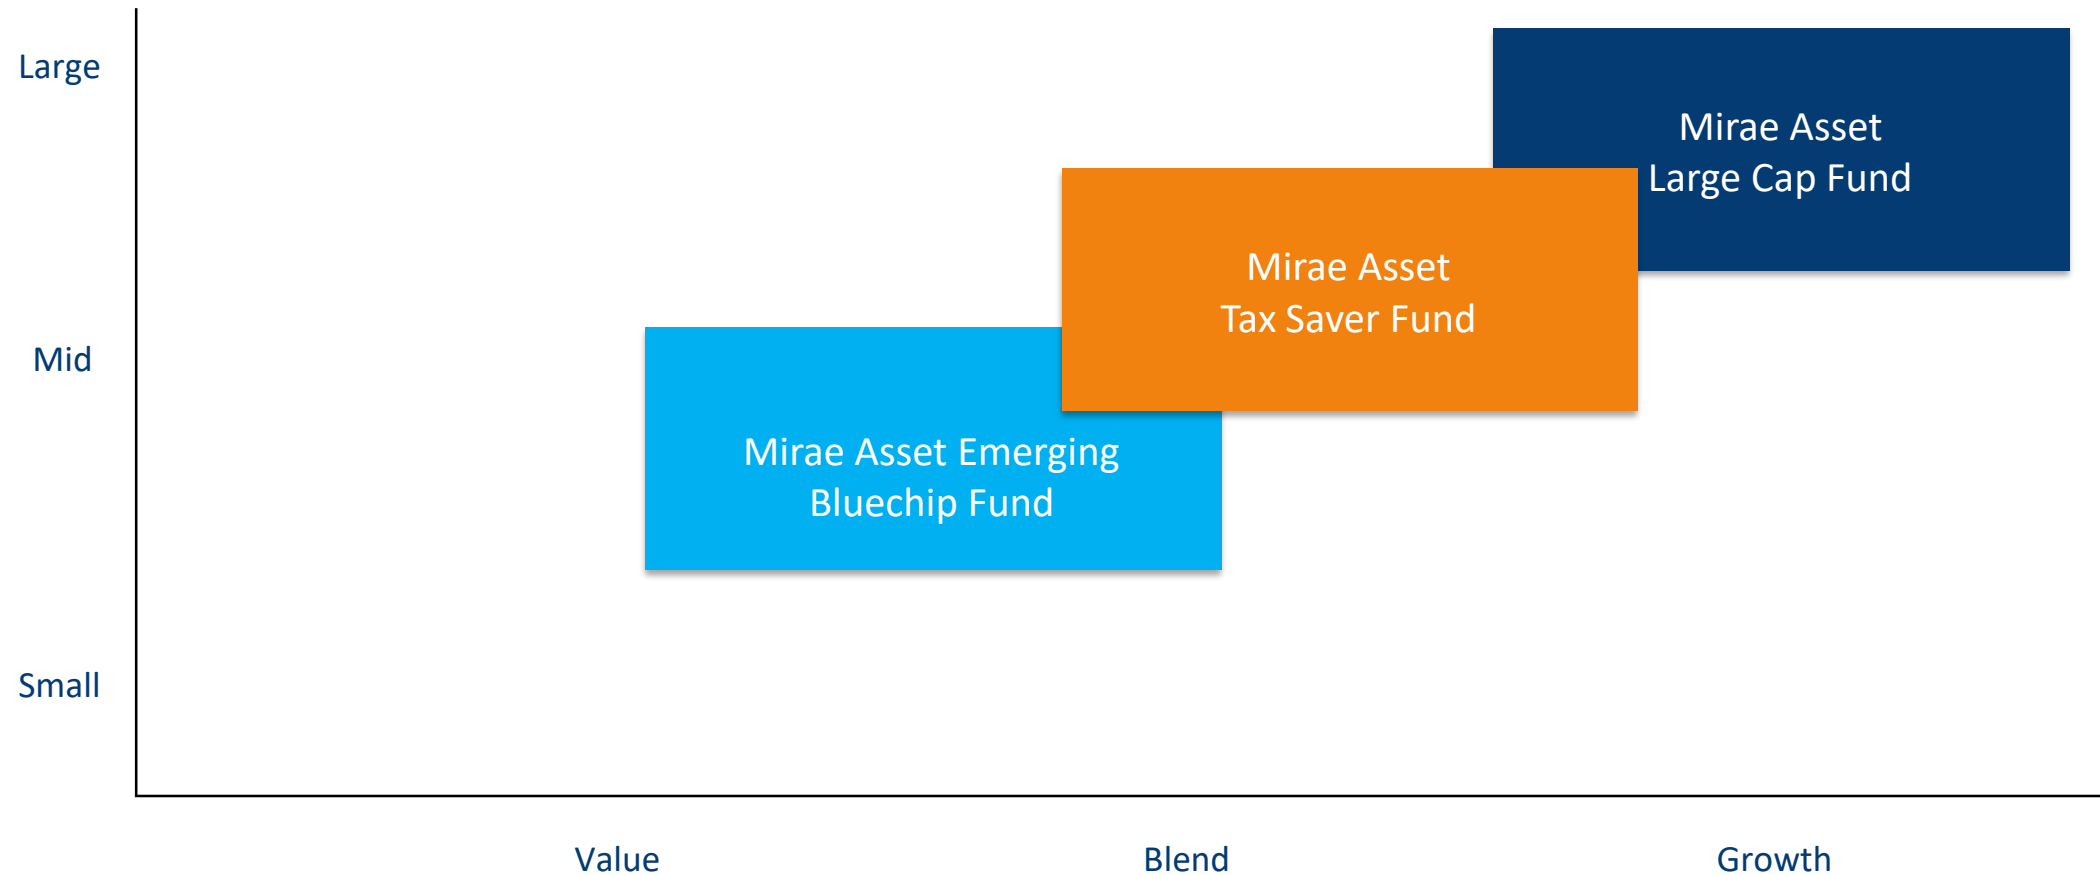 Large
Mirae Asset
Large Cap Fund
Mirae Asset
Tax Saver Fund
Mid
Mirae Asset Emerging
Bluechip Fund
Small
Value
Blend
Growth